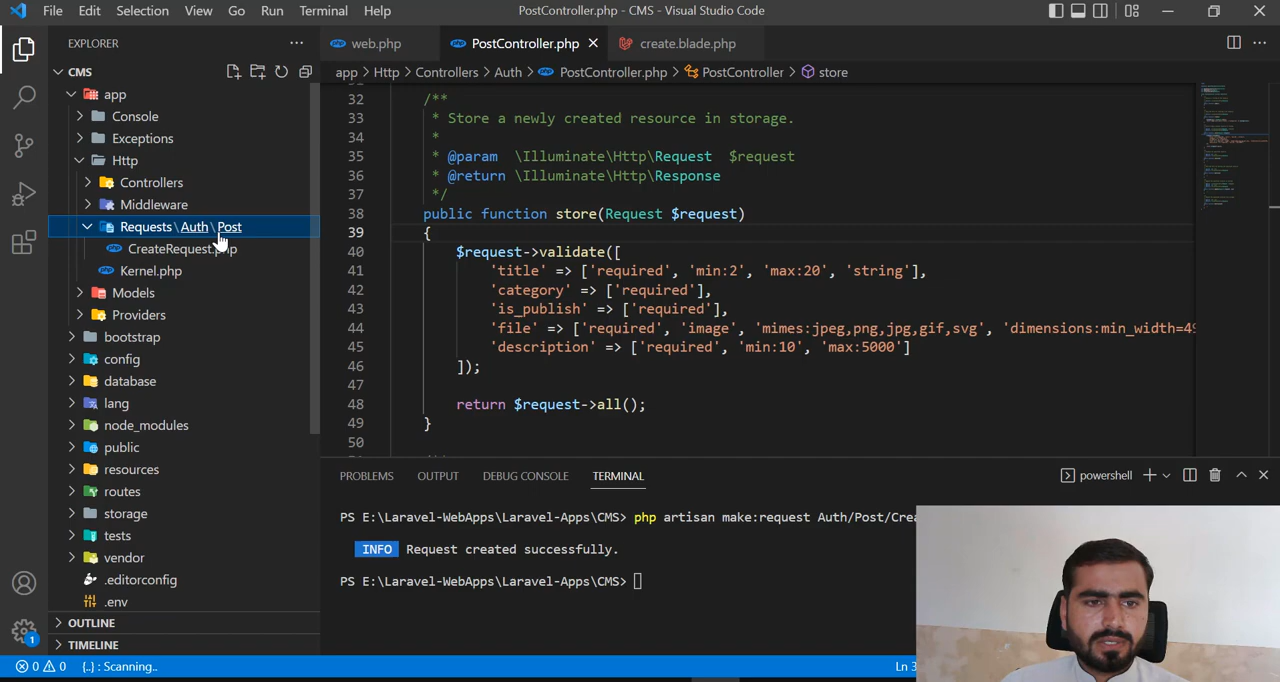 File Edit Selection View Go Run Terminal Help PostController.php - CMS - Visual Studio Code
EXPLORER
CMS
app
Console
Exceptions
Http
Controllers
Middleware
Requests\Auth\Post
CreateRequest.php
Kernel.php
Models
Providers
bootstrap
config
database
lang
node_modules
public
resources
routes
storage
tests
vendor
.editorconfig
.env
OUTLINE
TIMELINE
web.php PostController.php create.blade.php
app > Http > Controllers > Auth > PostController.php > PostController > store
32 /**
33 * Store a newly created resource in storage.
34 *
35 * @param \Illuminate\Http\Request $request
36 * @return \Illuminate\Http\Response
37 */
38 public function store(Request $request)
39 {
40 $request->validate([
41 'title' => ['required', 'min:2', 'max:20', 'string'],
42 'category' => ['required'],
43 'is_publish' => ['required'],
44 'file' => ['required', 'image', 'mimes:jpeg,png,jpg,gif,svg', 'dimensions:min_width=49
45 'description' => ['required', 'min:10', 'max:5000']
46 ]);
47
48 return $request->all();
49 }
50
PROBLEMS OUTPUT DEBUG CONSOLE TERMINAL powershell
PS E:\Laravel-WebApps\Laravel-Apps\CMS> php artisan make:request Auth/Post/Crea
INFO Request created successfully.
PS E:\Laravel-WebApps\Laravel-Apps\CMS>
1
0 0 {..} : Scanning.. Ln 3